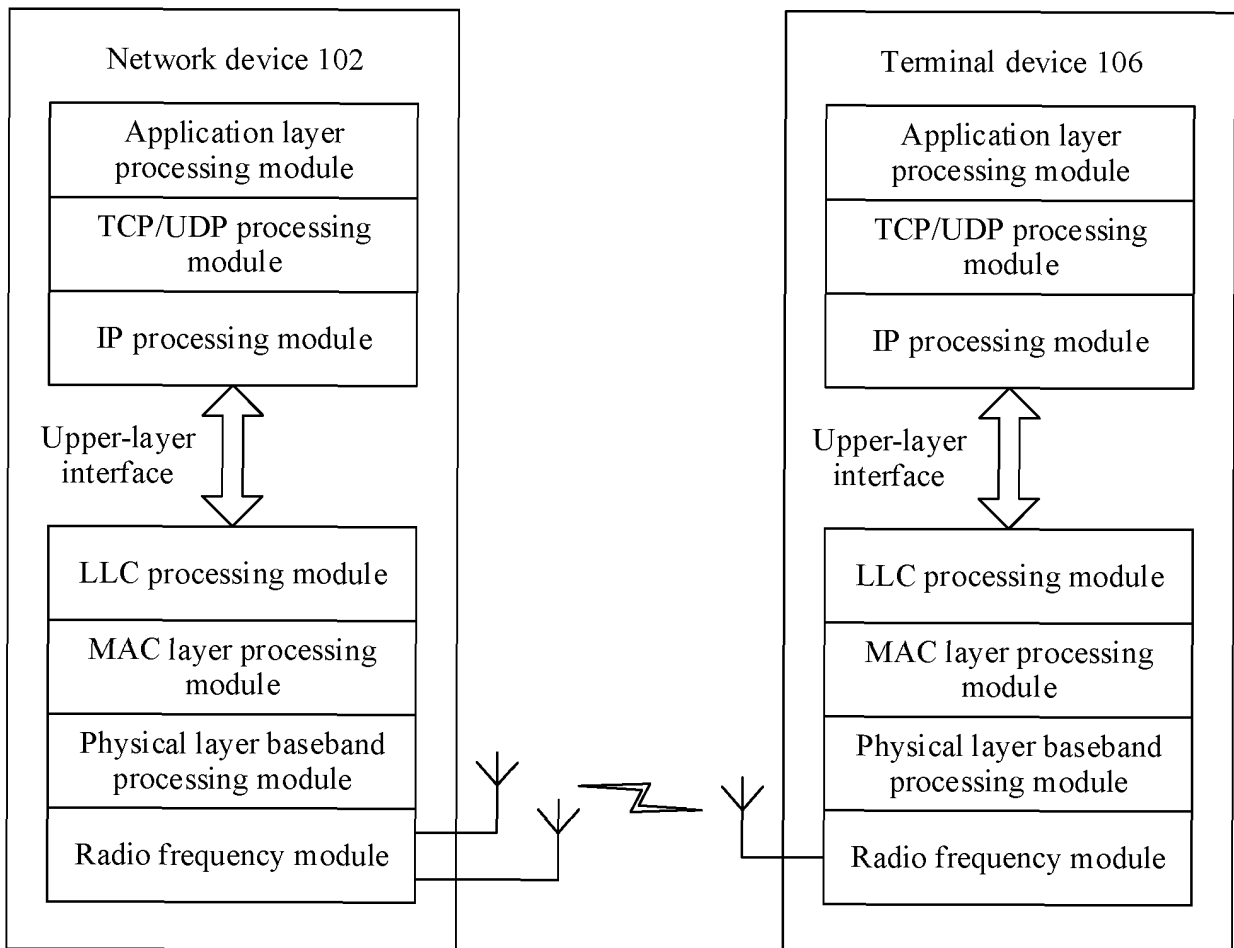 Network device 102
Application layer
processing module
TCP/UDP processing
module
IP processing module
Upper-layer
interface
LLC processing module
MAC layer processing
module
Physical layer baseband
processing module
Radio frequency module
Terminal device 106
Application layer
processing module
TCP/UDP processing
module
IP processing module
Upper-layer
interface
LLC processing module
MAC layer processing
module
Physical layer baseband
processing module
Radio frequency module